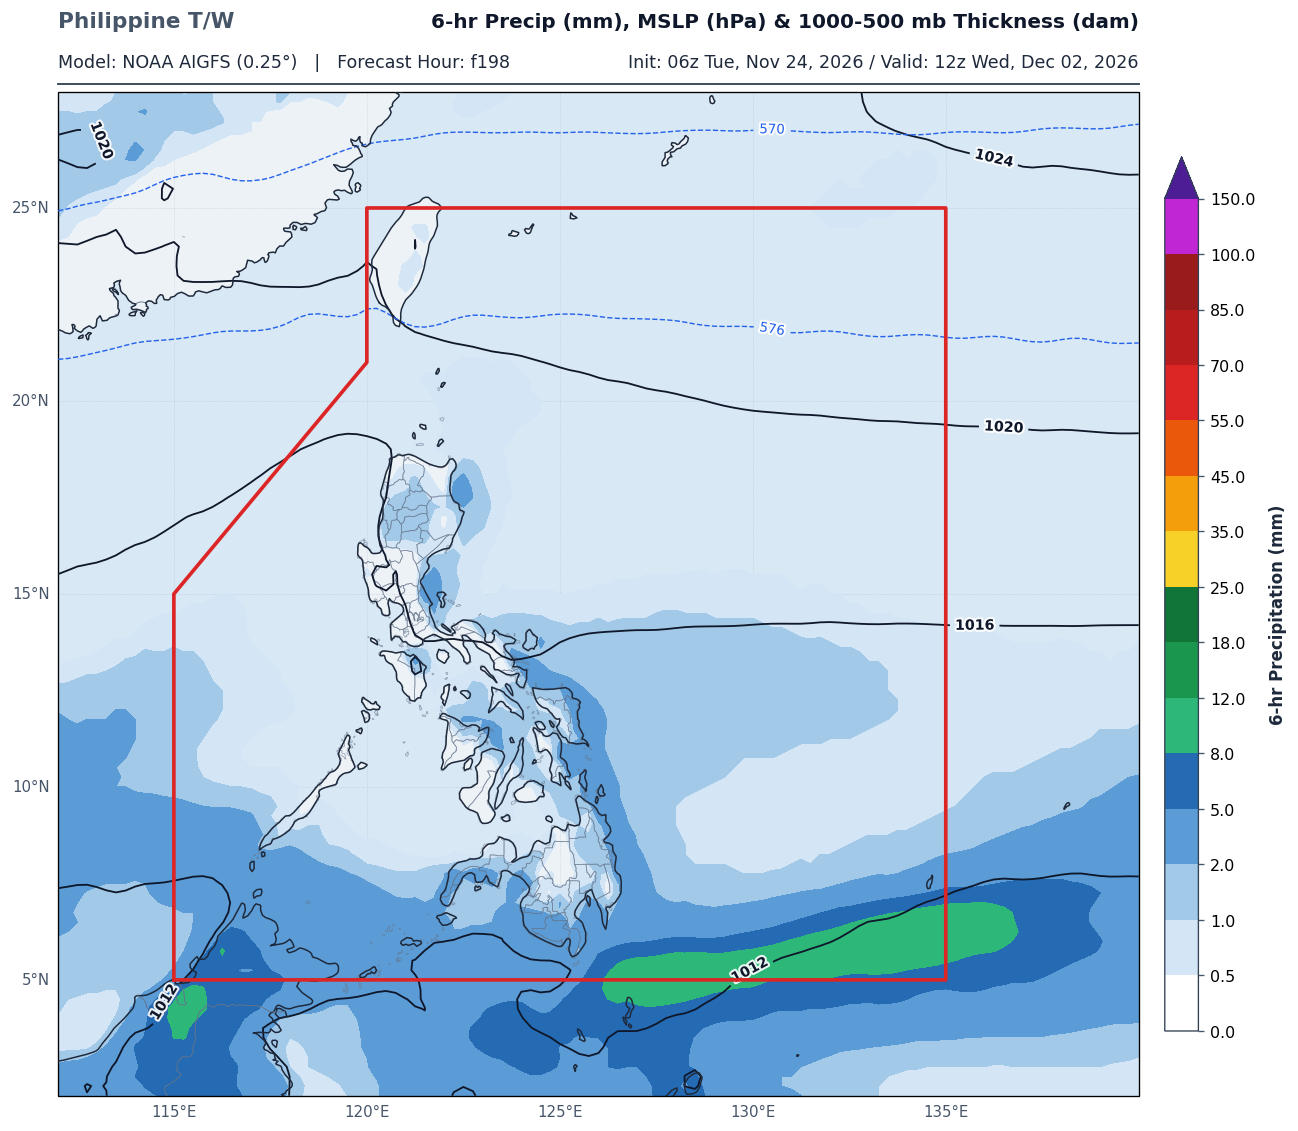 Philippine T/W
6-hr Precip (mm), MSLP (hPa) & 1000-500 mb Thickness (dam)
Model: NOAA AIGFS (0.25°) | Forecast Hour: f198
Init: 06z Tue, Nov 24, 2026 / Valid: 12z Wed, Dec 02, 2026
1020
570
1024
25°N
576
20°N
1020
15°N
1016
10°N
5°N
1012
1012
115°E
120°E
125°E
130°E
135°E
150.0
100.0
85.0
70.0
55.0
45.0
35.0
25.0
18.0
12.0
8.0
5.0
2.0
1.0
0.5
0.0
6-hr Precipitation (mm)